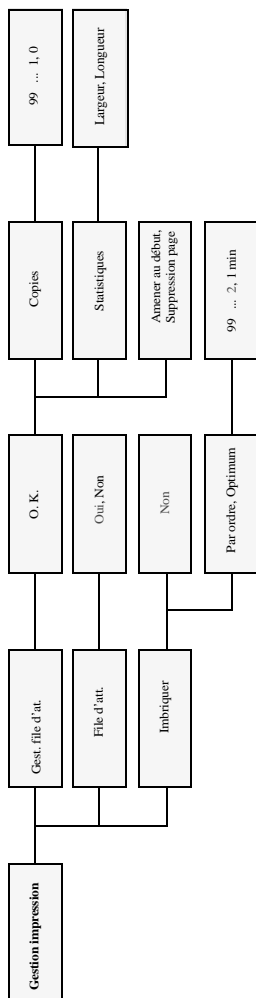 Gestion impression
Gest. file d'at.
O. K.
Copies
99 ... 1, 0
File d'att.
Oui, Non
Statistiques
Largeur, Longueur
Amener au début,
Suppression page
Imbriquer
Non
Par ordre, Optimum
99 ... 2, 1 min